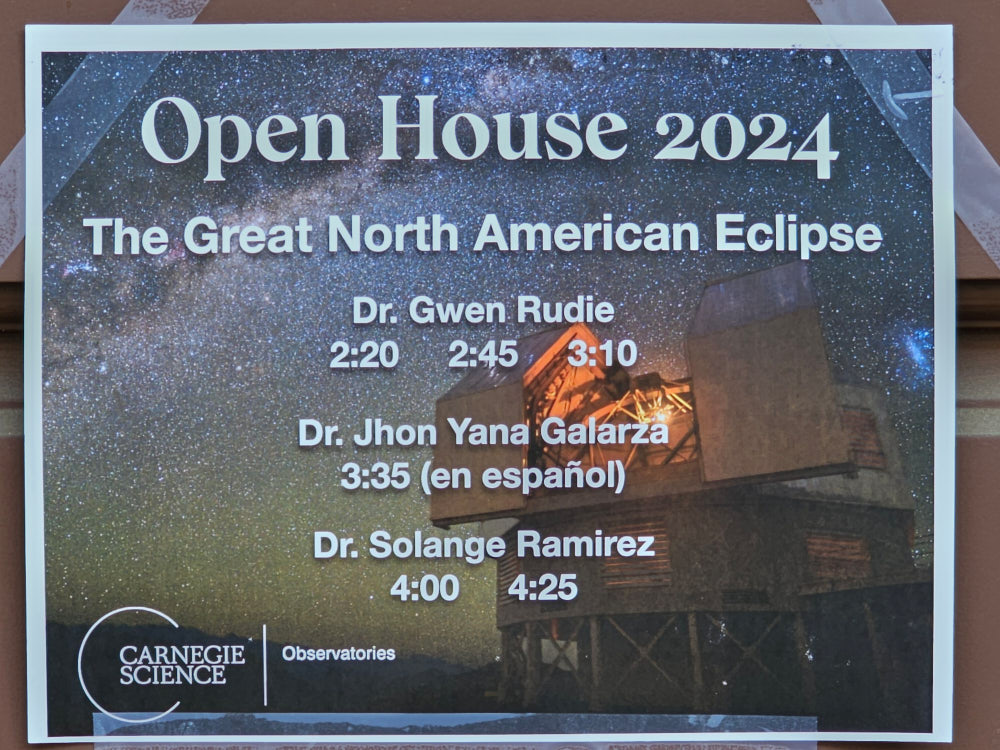 Open House 2024
The Great North American Eclipse
Dr. Gwen Rudie
2:20 2:45 3:10
Dr. Jhon Yana Galarza
3:35 (en español)
Dr. Solange Ramirez
4:00 4:25
CARNEGIE
SCIENCE
Observatories